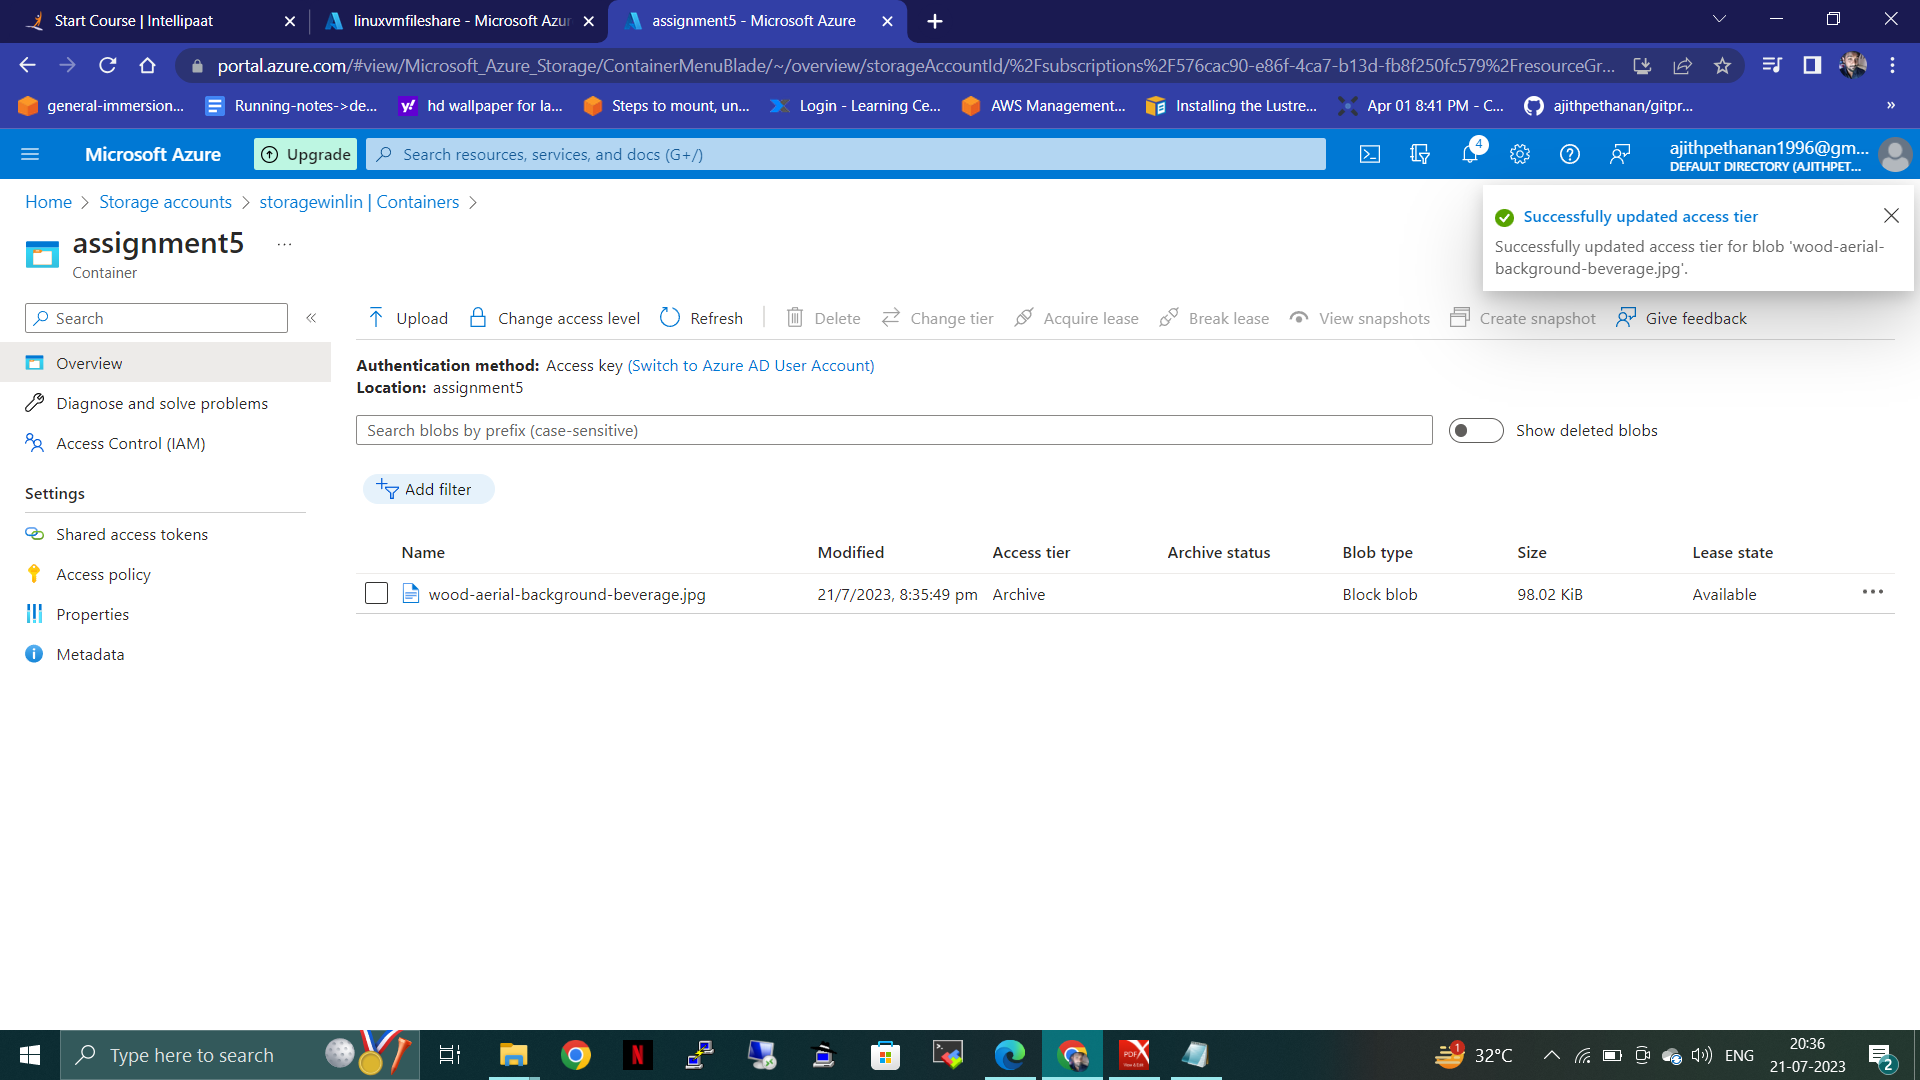 Start Course | Intellipaat
linuxvmfileshare - Microsoft Azur
assignment5 - Microsoft Azure
portal.azure.com/#view/Microsoft_Azure_Storage/ContainerMenuBlade/~/overview/storageAccountId/%2Fsubscriptions%2F576cac90-e86f-4ca7-b13d-fb8f250fc579%2FresourceGr...
general-immersion...
Running-notes->de...
hd wallpaper for la...
Steps to mount, un...
Login - Learning Ce...
AWS Management...
Installing the Lustre...
Apr 01 8:41 PM - C...
ajithpethanan/gitpr...
»
Microsoft Azure
Upgrade
Search resources, services, and docs (G+/)
4
ajithpethanan1996@gm...
DEFAULT DIRECTORY (AJITHPET...
Home > Storage accounts > storagewinlin | Containers >
Successfully updated access tier
Successfully updated access tier for blob 'wood-aerial-
background-beverage.jpg'.
assignment5 ...
Container
Search
«
Upload
Change access level
Refresh
Delete
Change tier
Acquire lease
Break lease
View snapshots
Create snapshot
Give feedback
Overview
Diagnose and solve problems
Access Control (IAM)
Settings
Shared access tokens
Access policy
Properties
Metadata
Authentication method: Access key (Switch to Azure AD User Account)
Location: assignment5
Search blobs by prefix (case-sensitive)
Show deleted blobs
Add filter
Name Modified Access tier Archive status Blob type Size Lease state
wood-aerial-background-beverage.jpg 21/7/2023, 8:35:49 pm Archive Block blob 98.02 KiB Available ...
Type here to search
PDF
1
32°C
ENG
20:36
21-07-2023
2